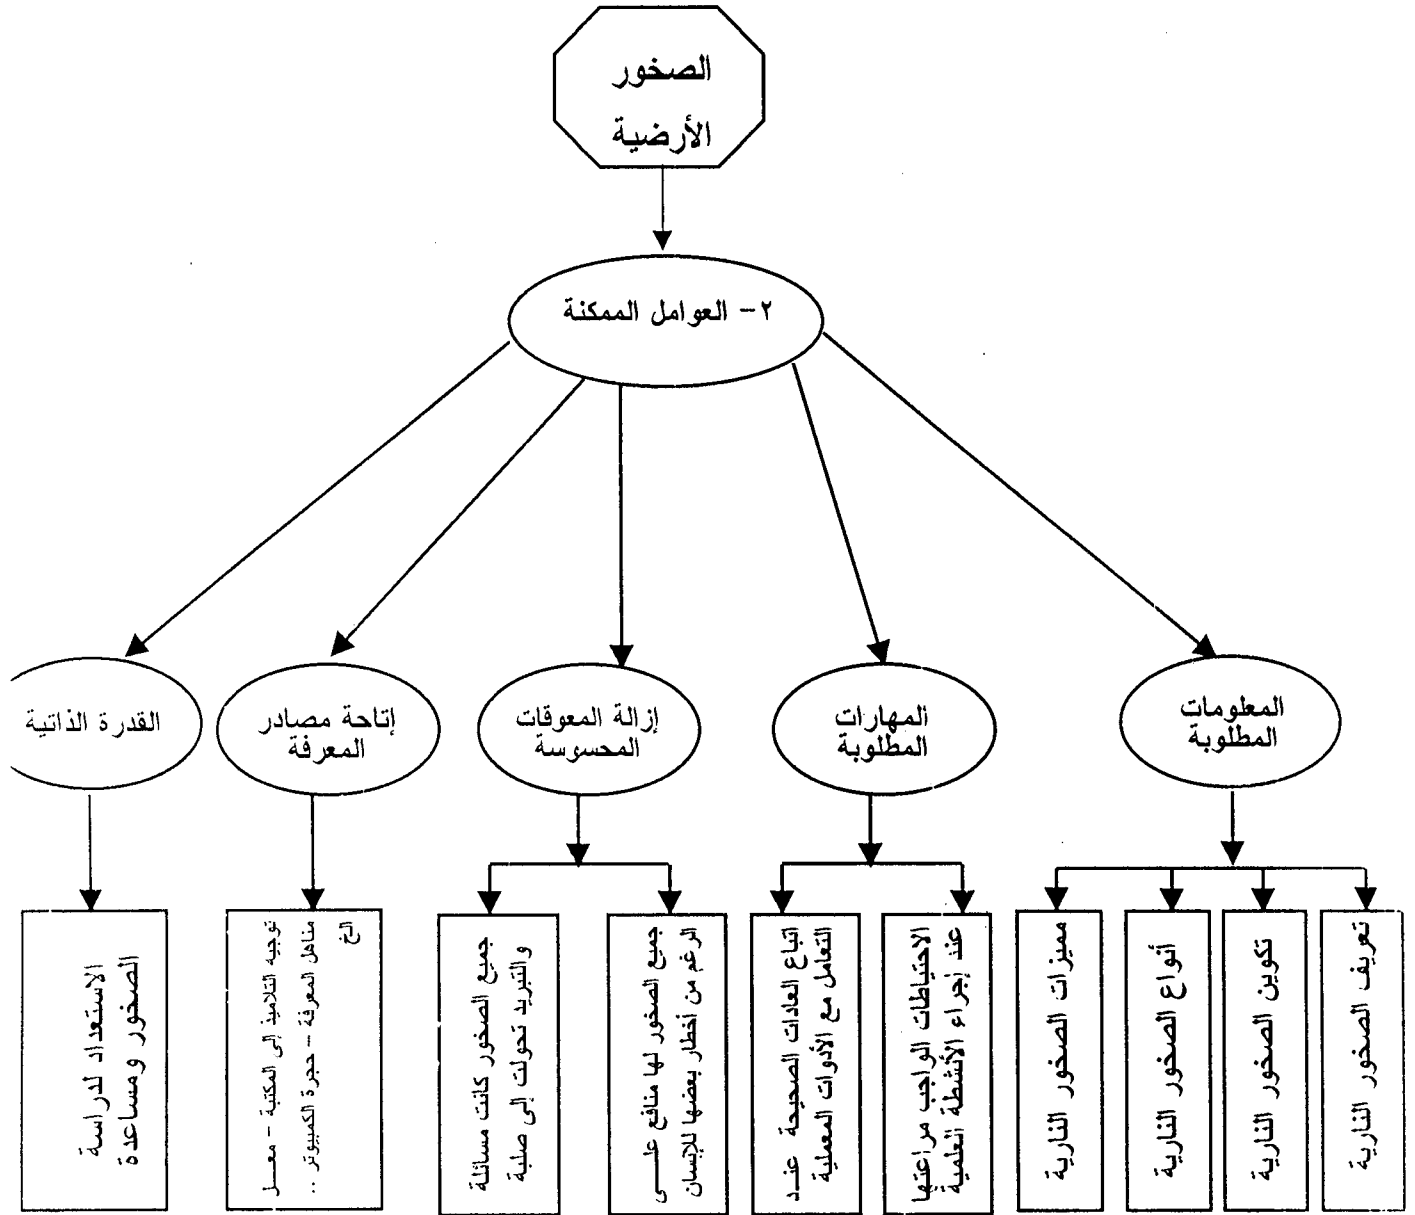 الصخور
الأرضية
٢- العوامل الممكنة
المعلومات
المطلوبة
المهارات
المطلوبة
إزالة المعوقات
المحسوسة
إتاحة مصادر
المعرفة
القدرة الذاتية
تعريف الصخور النارية
تكوين الصخور النارية
أنواع الصخور النارية
مميزات الصخور النارية
الاحتياطات الواجب مراعتها
عند إجراء الأنشطة العلمية
اتباع العادات الصحيحة عند
التعامل مع الأدوات المعملية
جميع الصخور لها منافع على
الرغم من أخطار بعضها للإنسان
جميع الصخور كانت مسائلة
والتبريد تحولت إلى صلبة
توجيه التلاميذ إلى المكتبة - معمل
مناهل المعرفة - حجرة الكمبيوتر ..
الخ
الاستعداد لدراسة
الصخور ومساعدة